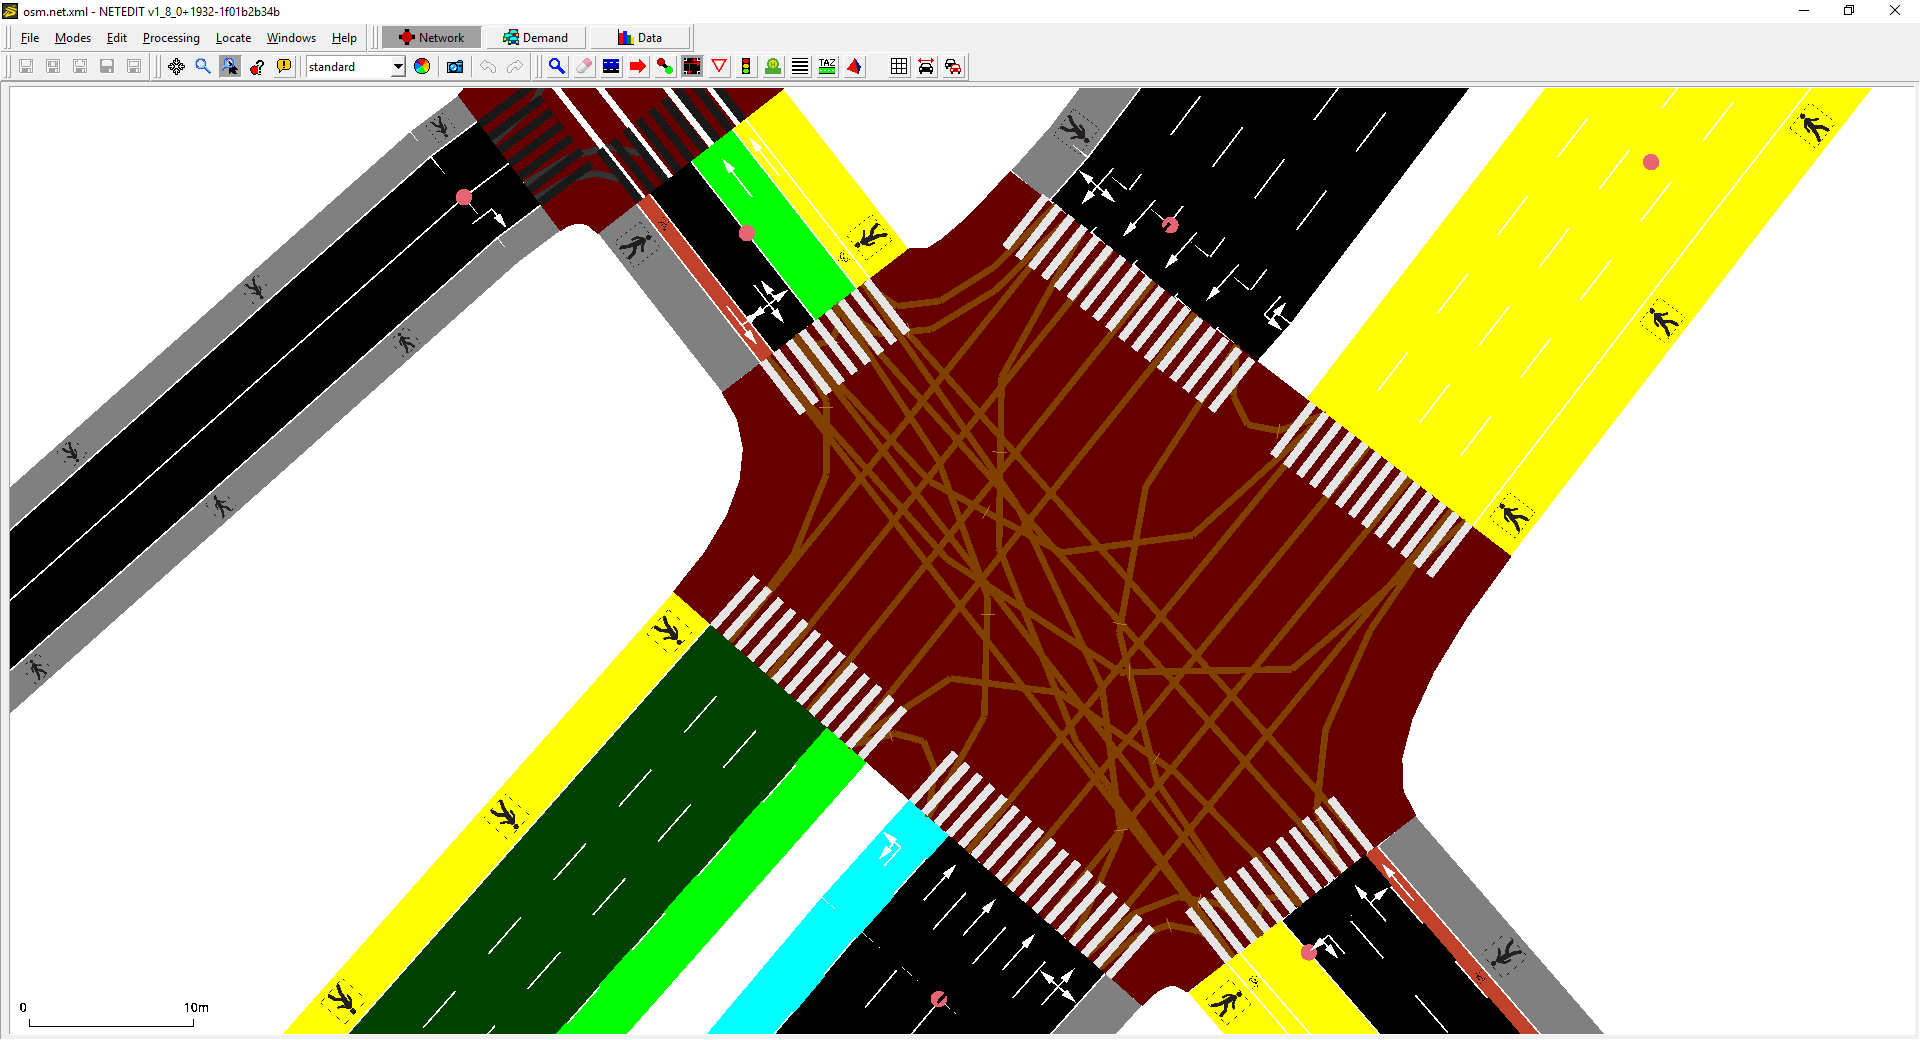 osm.net.xml - NETEDIT v1_8_0+1932-1f01b2b34b
File Modes Edit Processing Locate Windows Help Network Demand Data
standard TAZ
0 10m